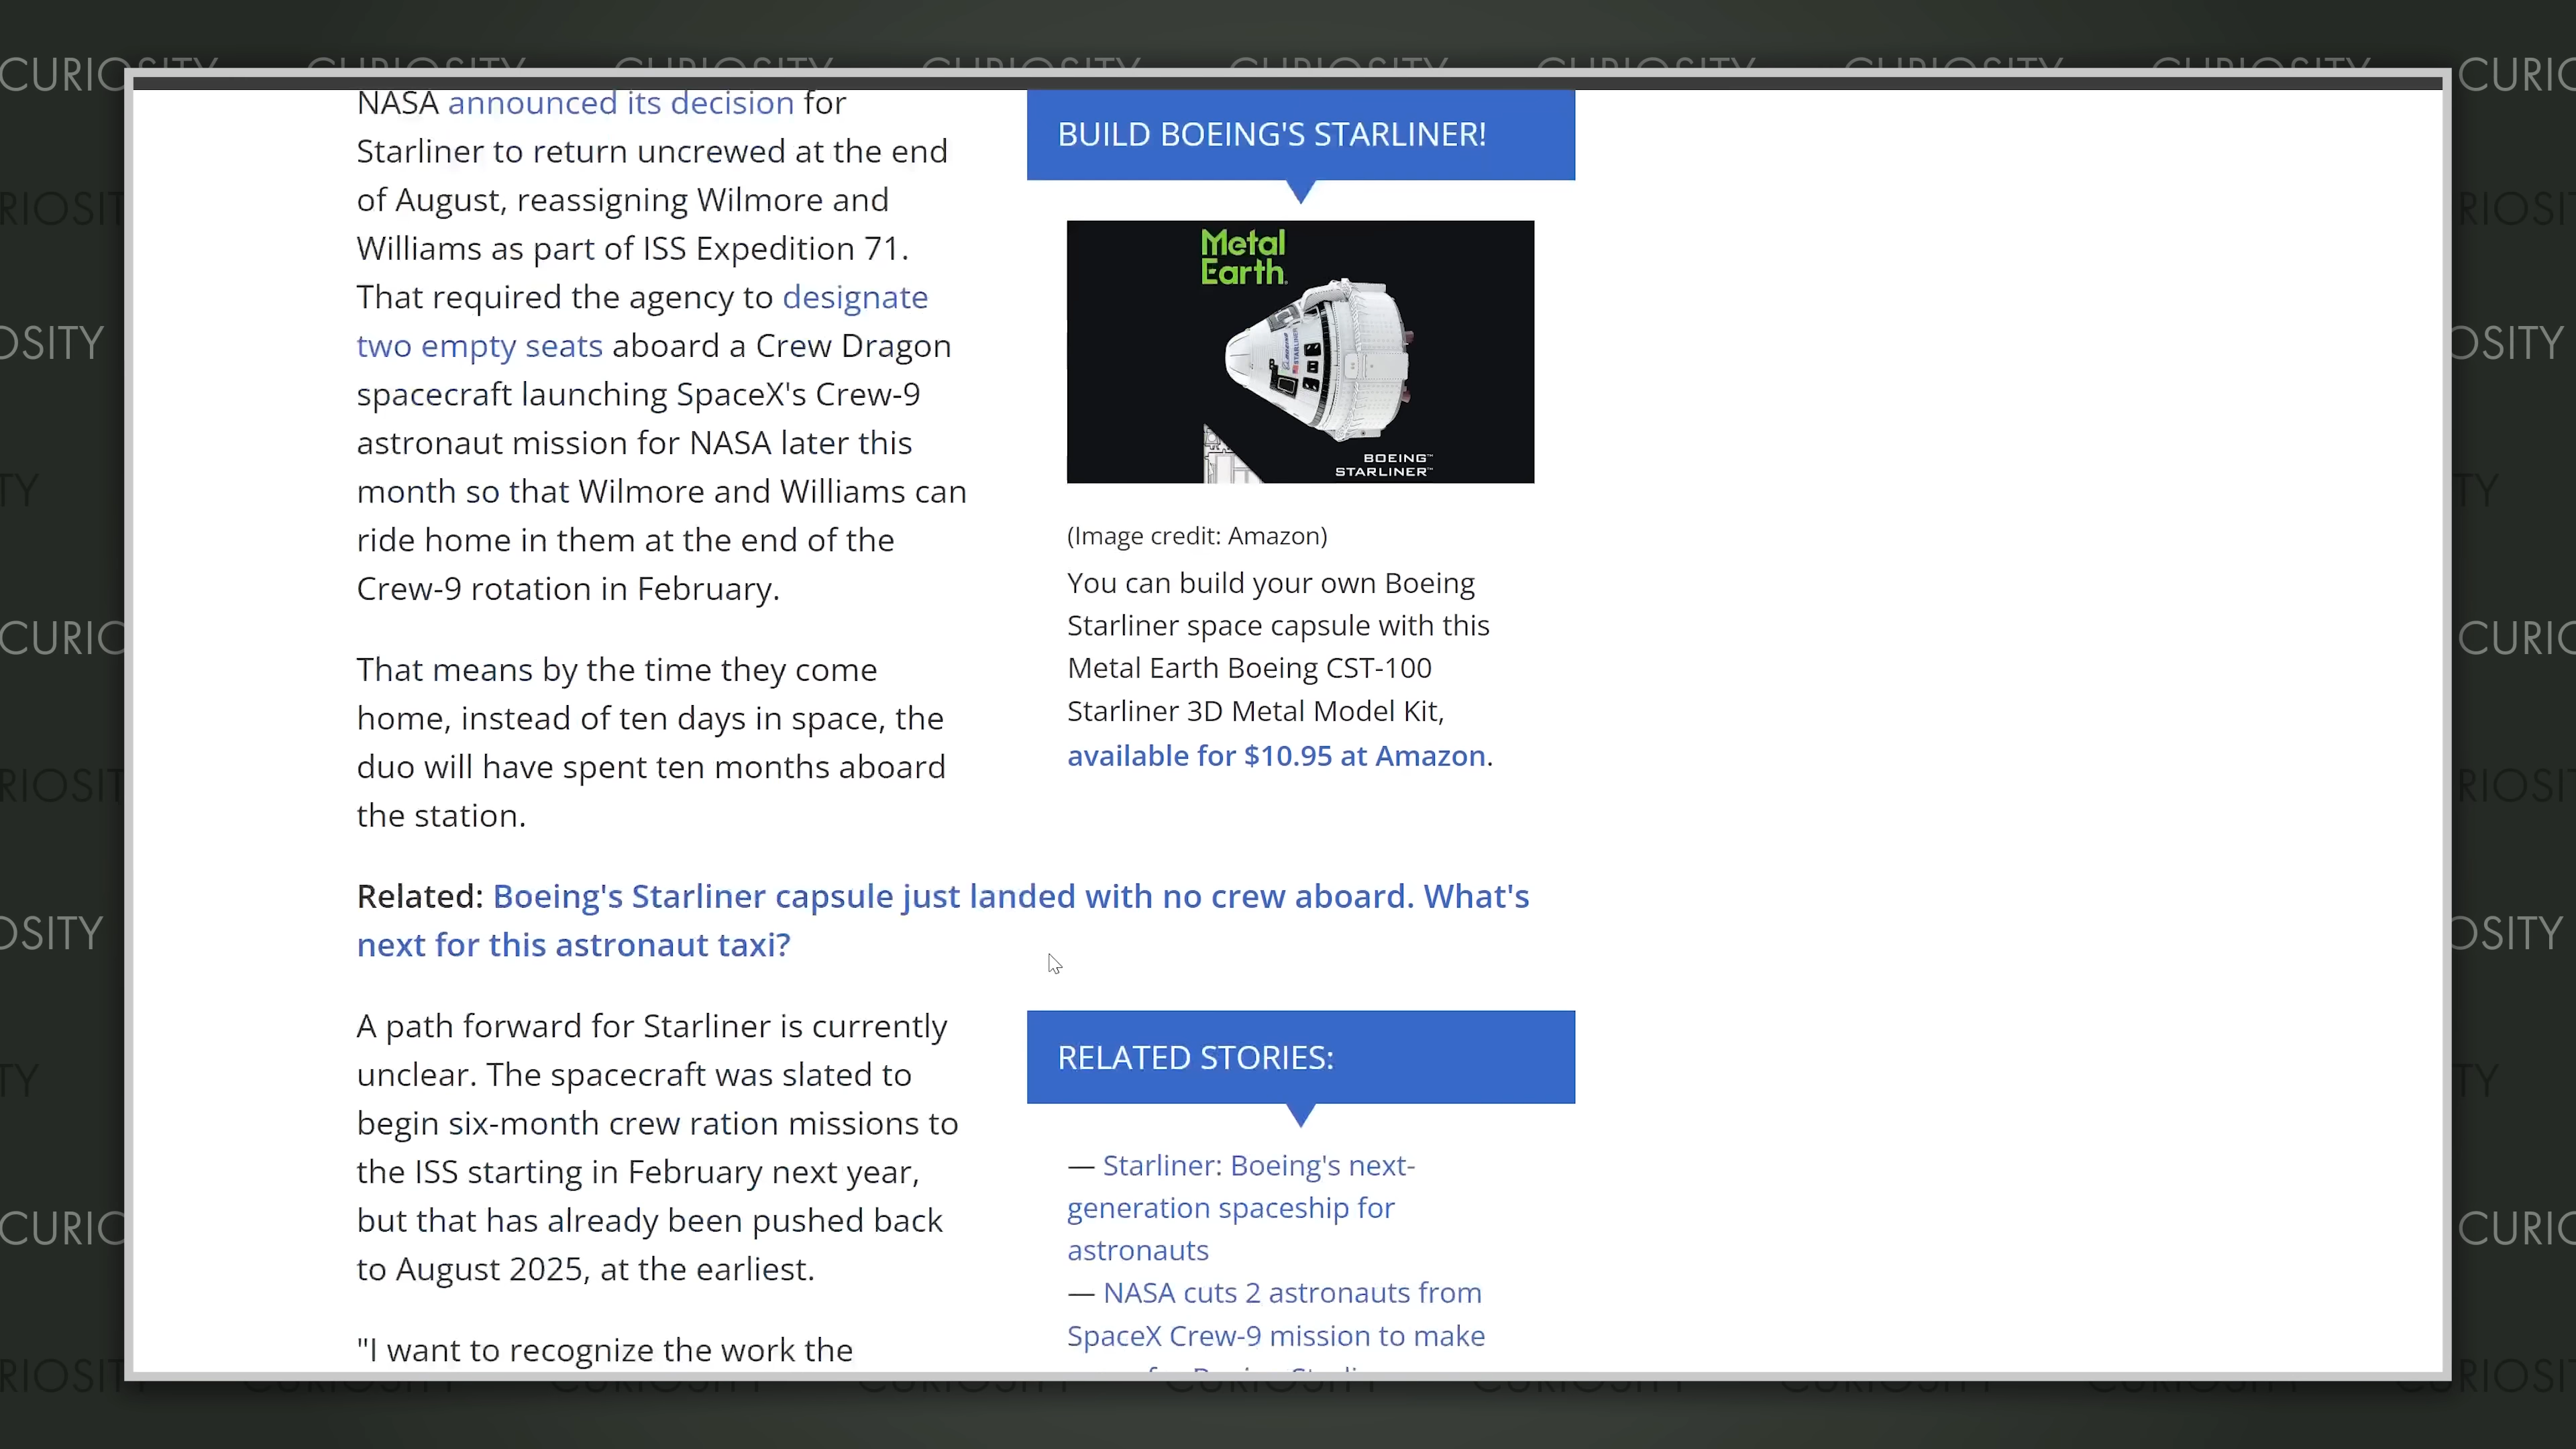 NASA announced its decision for
Starliner to return uncrewed at the end
of August, reassigning Wilmore and
Williams as part of ISS Expedition 71.
That required the agency to designate
two empty seats aboard a Crew Dragon
spacecraft launching SpaceX's Crew-9
astronaut mission for NASA later this
month so that Wilmore and Williams can
ride home in them at the end of the
Crew-9 rotation in February.
That means by the time they come
home, instead of ten days in space, the
duo will have spent ten months aboard
the station.
BUILD BOEING'S STARLINER!
Metal
Earth
BOEING™
STARLINER™
(Image credit: Amazon)
You can build your own Boeing
Starliner space capsule with this
Metal Earth Boeing CST-100
Starliner 3D Metal Model Kit,
available for $10.95 at Amazon.
Related: Boeing's Starliner capsule just landed with no crew aboard. What's
next for this astronaut taxi?
A path forward for Starliner is currently
unclear. The spacecraft was slated to
begin six-month crew ration missions to
the ISS starting in February next year,
but that has already been pushed back
to August 2025, at the earliest.
"I want to recognize the work the
RELATED STORIES:
— Starliner: Boeing's next-
generation spaceship for
astronauts
— NASA cuts 2 astronauts from
SpaceX Crew-9 mission to make
CURIOSITY CURIOSITY CURIOSITY CURIOSITY CURIOSITY CURIOSITY CURIOSITY CURIOSITY